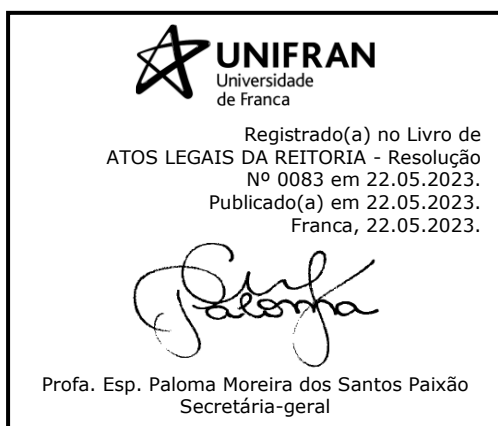 UNIFRAN
Universidade
de Franca
Registrado(a) no Livro de
ATOS LEGAIS DA REITORIA - Resolução
Nº 0083 em 22.05.2023.
Publicado(a) em 22.05.2023.
Franca, 22.05.2023.
Paloma
Profa. Esp. Paloma Moreira dos Santos Paixão
Secretária-geral